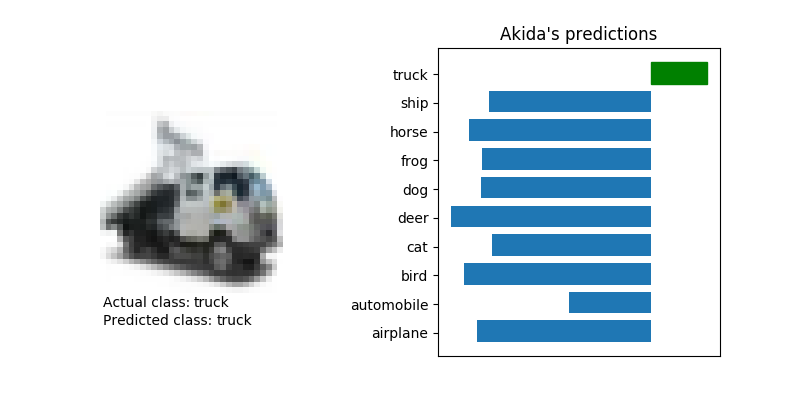 Akida's predictions
truck
ship
horse
frog
dog
deer
cat
bird
automobile
airplane
Actual class: truck
Predicted class: truck